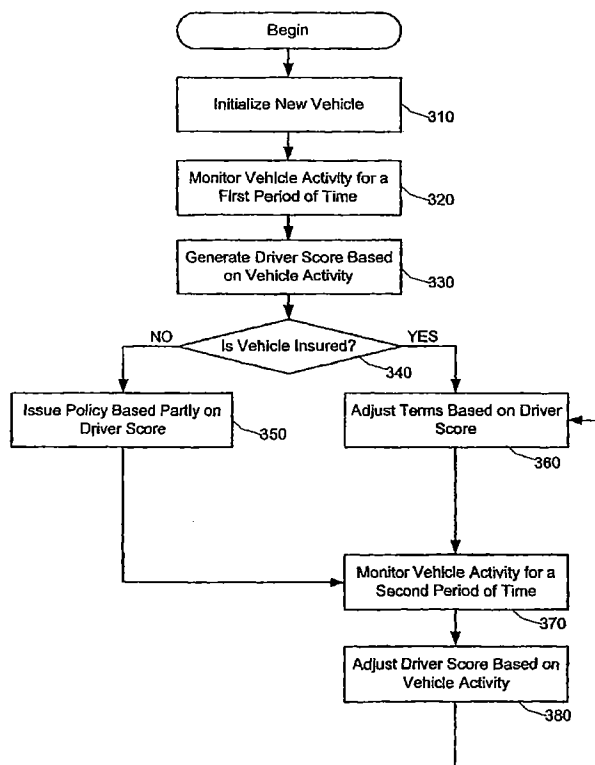 Begin
Initialize New Vehicle
310
Monitor Vehicle Activity for a
First Period of Time
320
Generate Driver Score Based
on Vehicle Activity
330
NO
Is Vehicle Insured?
YES
340
Issue Policy Based Partly on
Driver Score
350
Adjust Terms Based on Driver
Score
360
Monitor Vehicle Activity for a
Second Period of Time
370
Adjust Driver Score Based on
Vehicle Activity
380